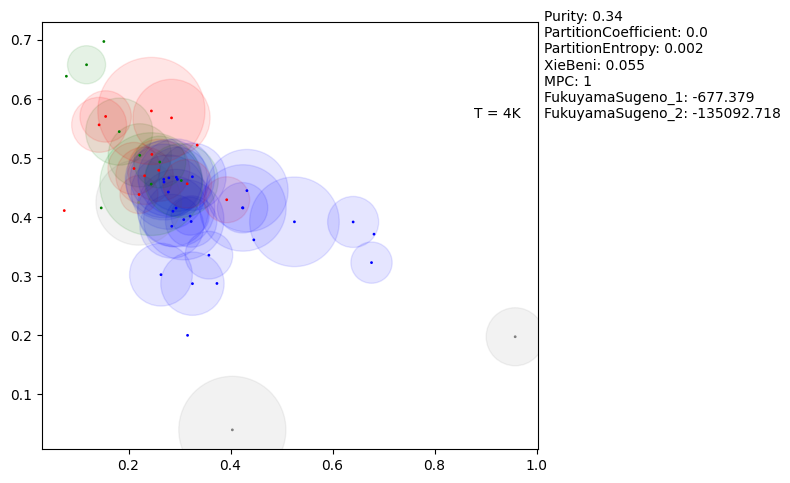 Purity: 0.34
PartitionCoefficient: 0.0
PartitionEntropy: 0.002
XieBeni: 0.055
MPC: 1
FukuyamaSugeno_1: -677.379
FukuyamaSugeno_2: -135092.718
T = 4K
0.7
0.6
0.5
0.4
0.3
0.2
0.1
0.2 0.4 0.6 0.8 1.0